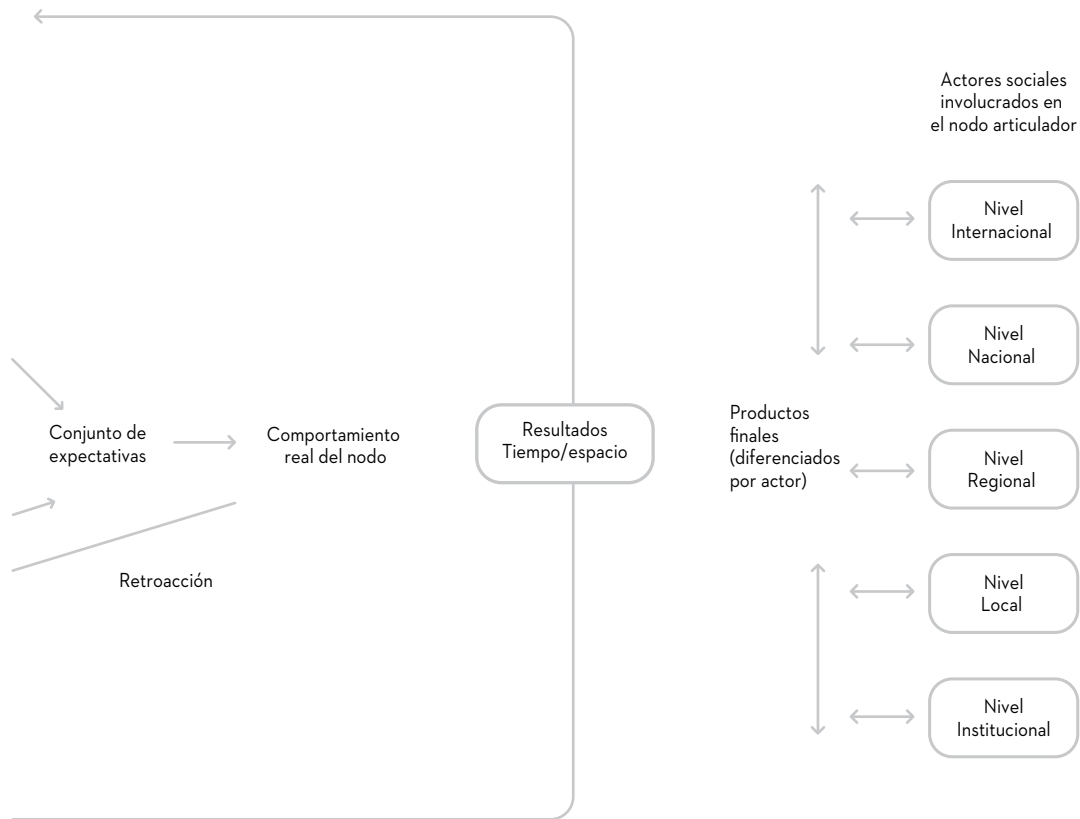 Actores sociales
involucrados en
el nodo articulador
Nivel
Internacional
Nivel
Nacional
Conjunto de
expectativas
Comportamiento
real del nodo
Resultados
Tiempo/espacio
Productos
finales
(diferenciados
por actor)
Nivel
Regional
Retroacción
Nivel
Local
Nivel
Institucional